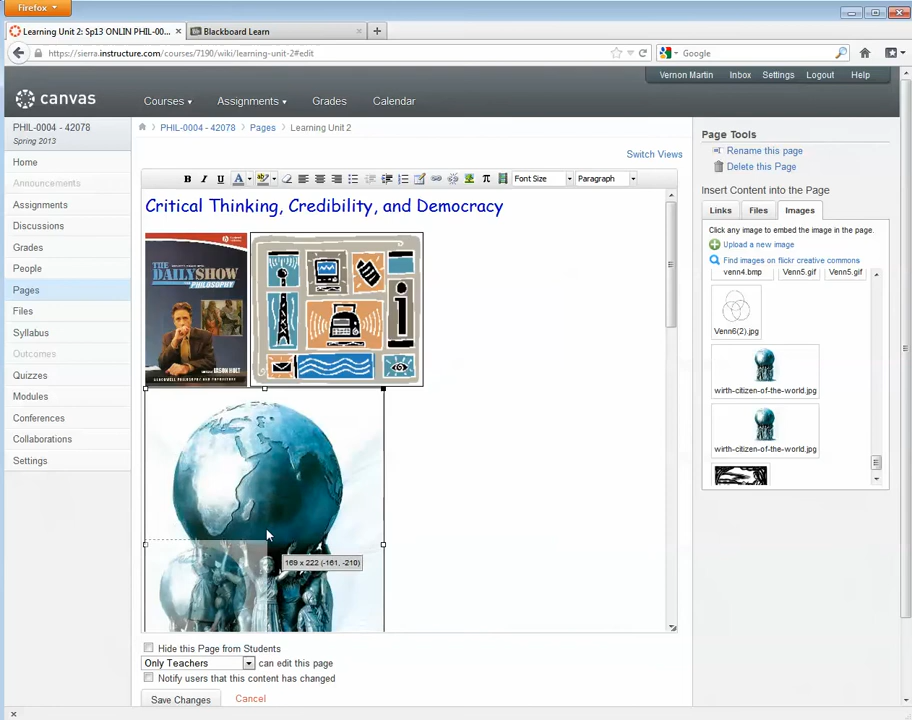 Firefox
Learning Unit 2: Sp13 ONLIN PHIL-00...
Blackboard Learn
https://sierra.instructure.com/courses/7190/wiki/learning-unit-2#edit
Google
Vernon Martin Inbox Settings Logout Help
canvas
Courses Assignments Grades Calendar
PHIL-0004 - 42078
Spring 2013
Home
Announcements
Assignments
Discussions
Grades
People
Pages
Files
Syllabus
Outcomes
Quizzes
Modules
Conferences
Collaborations
Settings
PHIL-0004 - 42078 Pages Learning Unit 2
Switch Views
B I U A Font Size Paragraph
Critical Thinking, Credibility, and Democracy
THE
DAILY SHOW
AND
PHILOSOPHY
JASON HOLT
169 x 222 (-161, -210)
Hide this Page from Students
Only Teachers can edit this page
Notify users that this content has changed
Save Changes Cancel
Page Tools
Rename this page
Delete this Page
Insert Content into the Page
Links Files Images
Click any image to embed the image in the page.
Upload a new image
Find images on flickr creative commons
venn4.bmp Venn5.gif Venn5.gif
Venn6(2).jpg
wirth-citizen-of-the-world.jpg
wirth-citizen-of-the-world.jpg